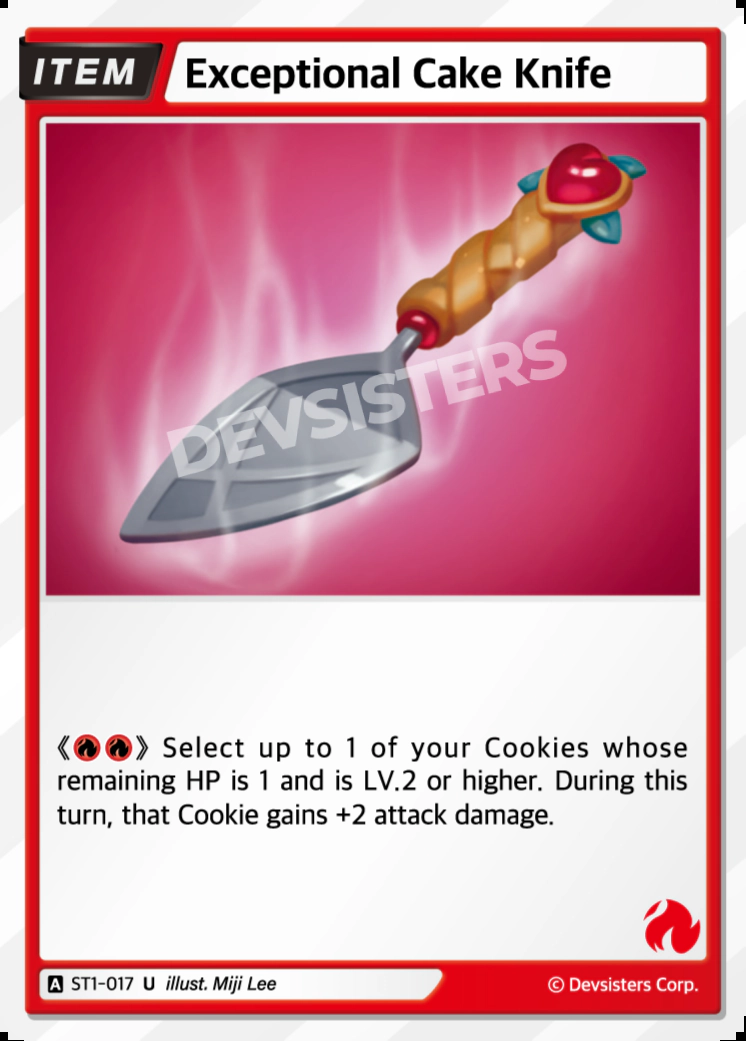 ITEM
Exceptional Cake Knife
DEVSISTERS
《》 Select up to 1 of your Cookies whose
remaining HP is 1 and is LV.2 or higher. During this
turn, that Cookie gains +2 attack damage.
A ST1-017 U illust. Miji Lee
© Devsisters Corp.